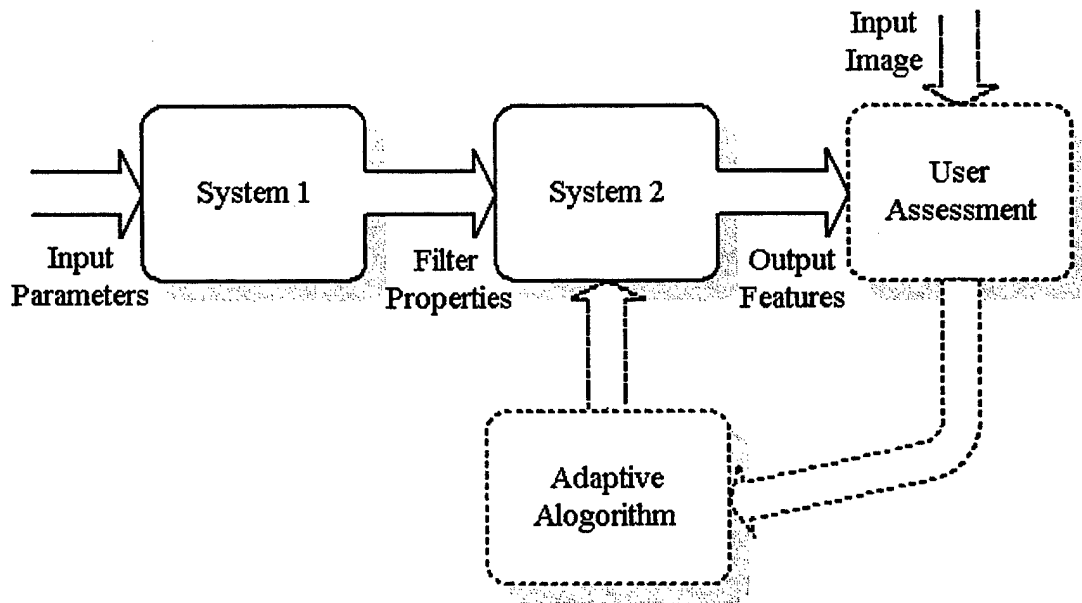 Input
Image
System 1
System 2
User
Assessment
Input
Parameters
Filter
Properties
Output
Features
Adaptive
Alogorithm